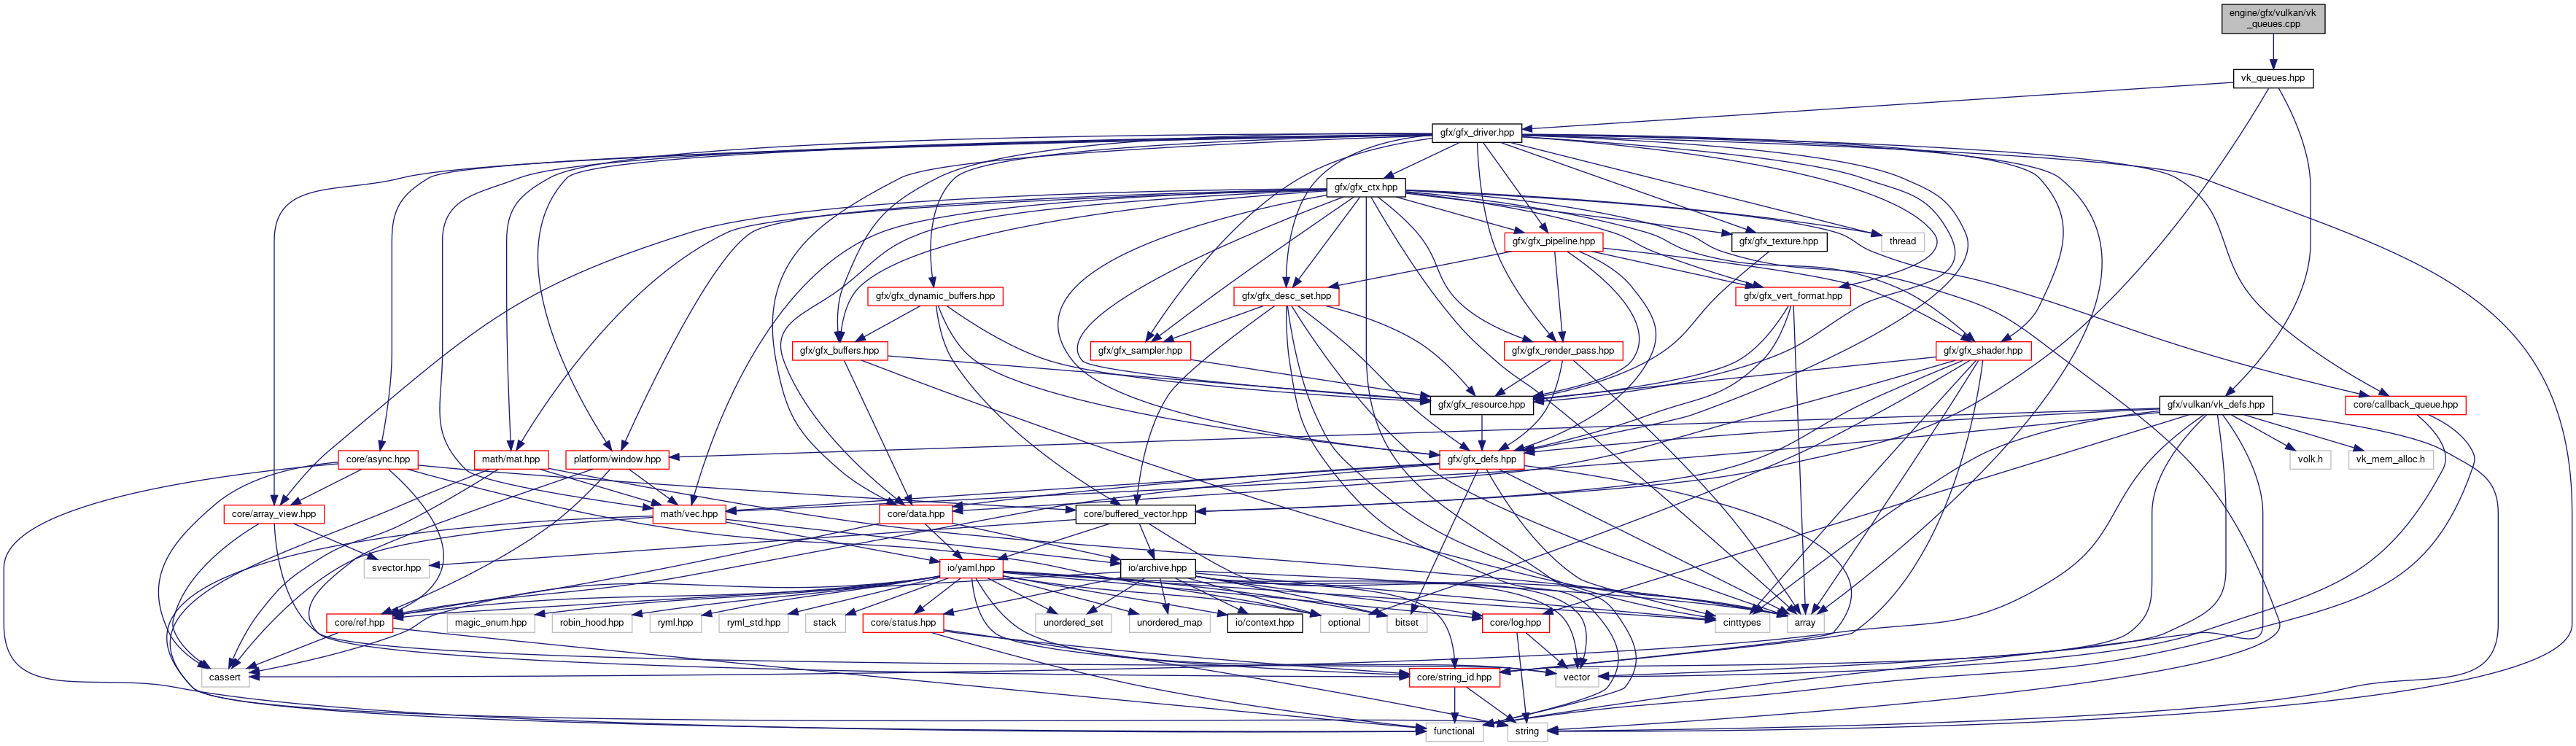 engine/gfx/vulkan/vk
_queues.cpp
vk_queues.hpp
gfx/gfx_driver.hpp
gfx/gfx_ctx.hpp
gfx/gfx_pipeline.hpp
gfx/gfx_texture.hpp
thread
gfx/gfx_dynamic_buffers.hpp
gfx/gfx_desc_set.hpp
gfx/gfx_vert_format.hpp
gfx/gfx_buffers.hpp
gfx/gfx_sampler.hpp
gfx/gfx_render_pass.hpp
gfx/gfx_shader.hpp
gfx/gfx_resource.hpp
gfx/vulkan/vk_defs.hpp
core/callback_queue.hpp
core/async.hpp
math/mat.hpp
platform/window.hpp
gfx/gfx_defs.hpp
volk.h
vk_mem_alloc.h
core/array_view.hpp
math/vec.hpp
core/data.hpp
core/buffered_vector.hpp
svector.hpp
io/yaml.hpp
io/archive.hpp
core/ref.hpp
magic_enum.hpp
robin_hood.hpp
ryml.hpp
ryml_std.hpp
stack
core/status.hpp
unordered_set
unordered_map
io/context.hpp
optional
bitset
core/log.hpp
cinttypes
array
cassert
core/string_id.hpp
vector
functional
string